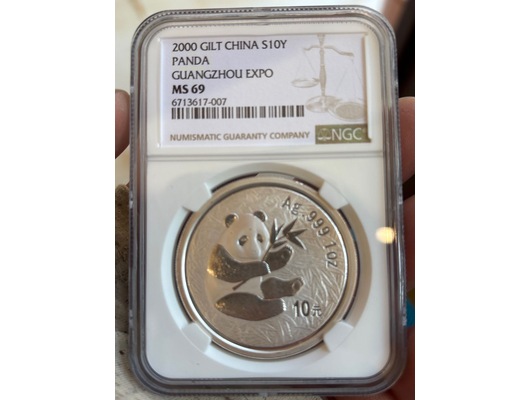 2000 GILT CHINA S10Y
PANDA
GUANGZHOU EXPO
MS 69
6713617-007
NUMISMATIC GUARANTY COMPANY
NGC
Ag .999 1oz
10元